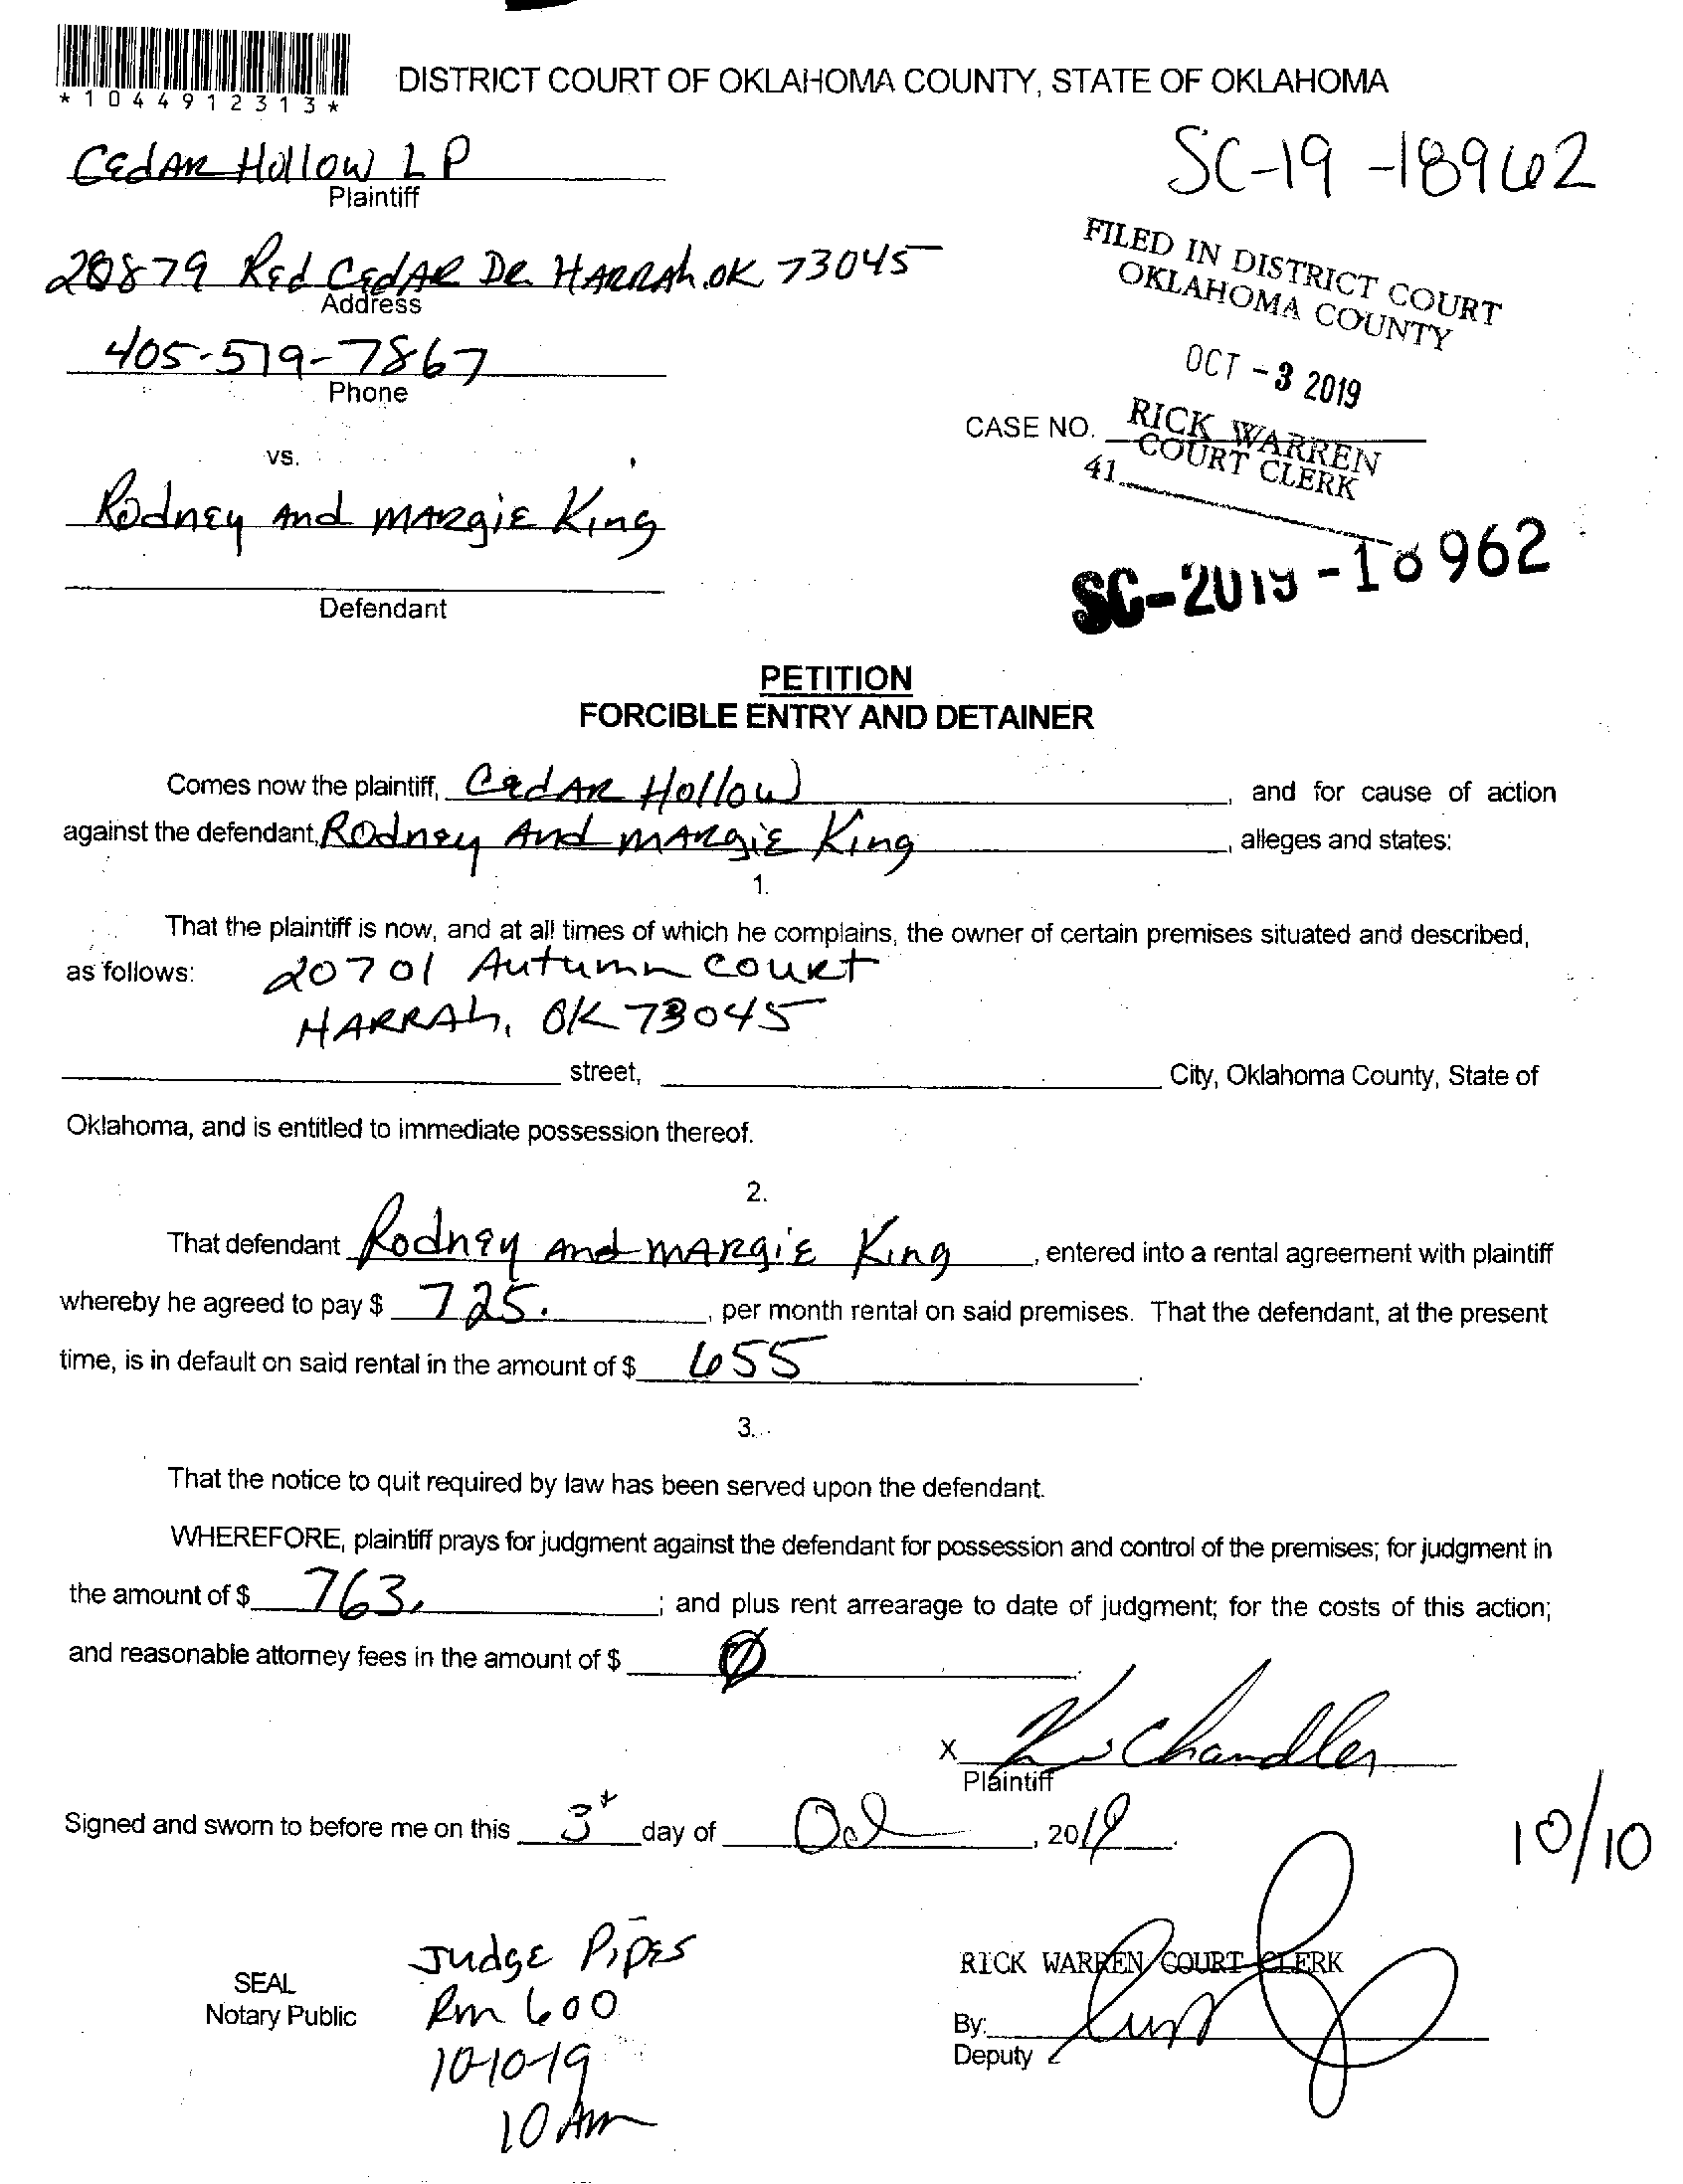 *1044912313*
DISTRICT COURT OF OKLAHOMA COUNTY, STATE OF OKLAHOMA
Cedar Hollow LP
Plaintiff
SC-19-18962
20879 Red Cedar Dr. Harrah, OK 73045
Address
FILED IN DISTRICT COURT
OKLAHOMA COUNTY
405-519-7867
Phone
OCT -3 2019
CASE NO.
RICK WARREN
COURT CLERK
41
vs.
Rodney and Margie King
Defendant
SC-2019-18962
PETITION
FORCIBLE ENTRY AND DETAINER
Comes now the plaintiff, Cedar Hollow, and for cause of action
against the defendant, Rodney And Margie King, alleges and states:
1.
That the plaintiff is now, and at all times of which he complains, the owner of certain premises situated and described,
as follows: 20701 Autumn Court
Harrah, OK 73045
street, City, Oklahoma County, State of
Oklahoma, and is entitled to immediate possession thereof.
2.
That defendant Rodney and Margie King, entered into a rental agreement with plaintiff
whereby he agreed to pay $ 725., per month rental on said premises. That the defendant, at the present
time, is in default on said rental in the amount of $ 655.
3.
That the notice to quit required by law has been served upon the defendant.
WHEREFORE, plaintiff prays for judgment against the defendant for possession and control of the premises; for judgment in
the amount of $ 763.; and plus rent arrearage to date of judgment; for the costs of this action;
and reasonable attorney fees in the amount of $ Ø.
X K. Chandler
Plaintiff
Signed and sworn to before me on this 3 day of Oct, 2019.
10/10
SEAL
Notary Public
Judge Pipes
Rm 600
10-10-19
10 Am
RICK WARREN COURT CLERK
By:
Deputy